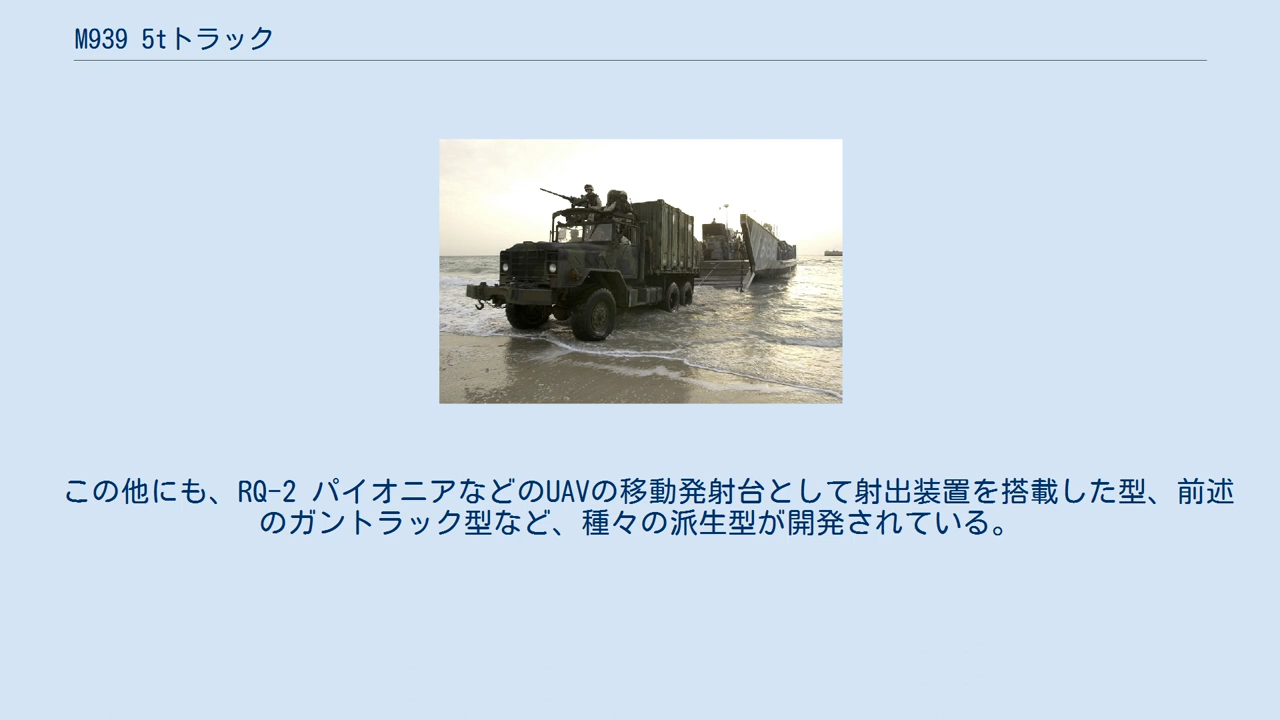 M939 5tトラック
この他にも、RQ-2 パイオニアなどのUAVの移動発射台として射出装置を搭載した型、前述
のガントラック型など、種々の派生型が開発されている。